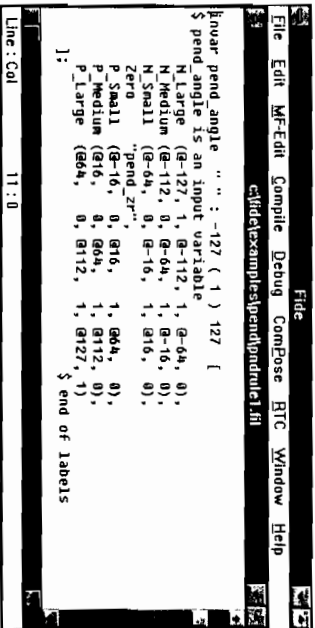 Fide
File Edit MF-Edit Compile Debug ComPose RTC Window Help
c:\fide\examples\pend\pndrule1.fil
invar pend_angle " " : -127 ( 1 ) 127 [
$ pend_angle is an input variable
N_Large (@-127, 1, @-112, 1, @-64, 0),
N_Medium (@-112, 0, @-64, 1, @-16, 0),
N_Small (@-64, 0, @-16, 1, @16, 0),
Zero "pend_zr",
P_Small (@-16, 0, @16, 1, @64, 0),
P_Medium (@16, 0, @64, 1, @112, 0),
P_Large (@64, 0, @112, 1, @127, 1)
]; $ end of labels
Line : Col 11 : 0